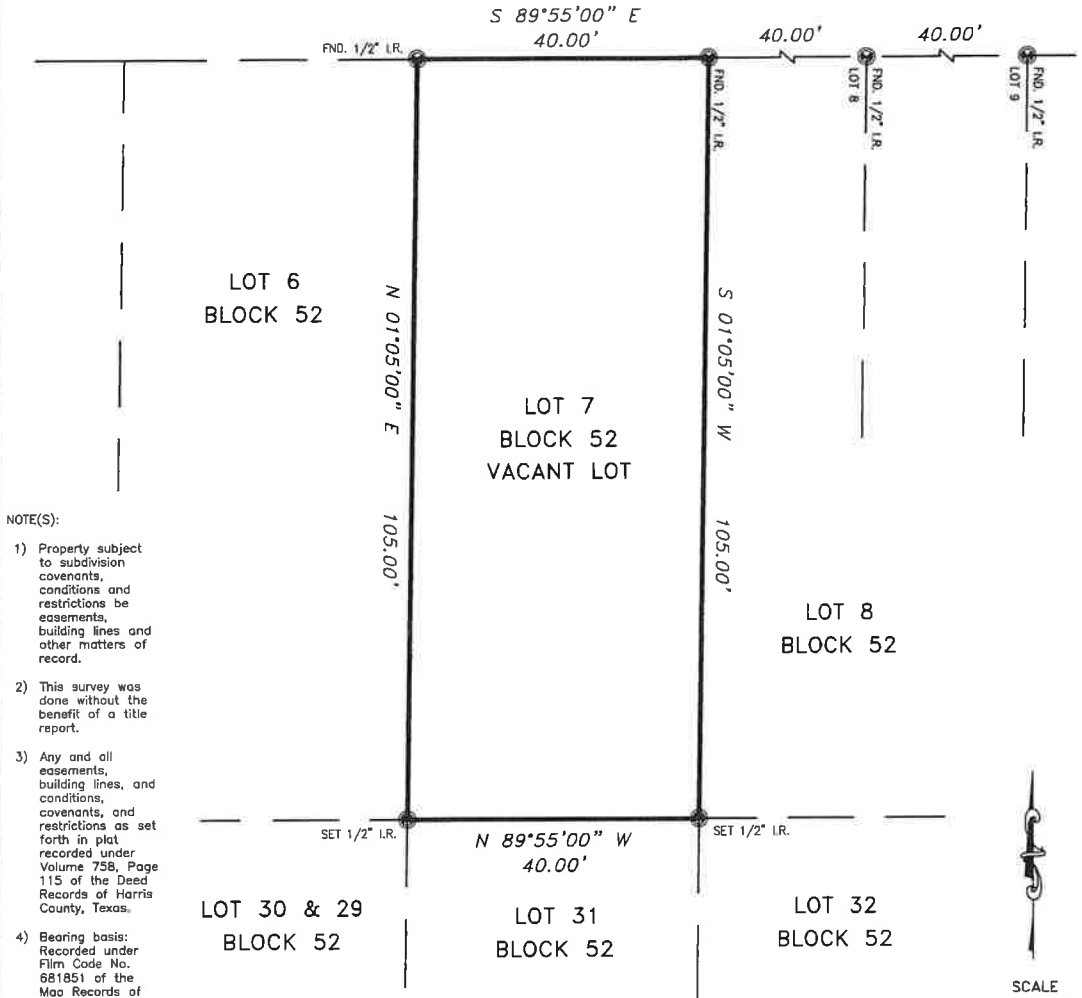 S 89°55'00" E
40.00'
40.00'
40.00'
FND. 1/2" I.R.
FND. 1/2" I.R.
FND. 1/2" I.R.
LOT 8
FND. 1/2" I.R.
LOT 9
LOT 6
BLOCK 52
N 01°05'00" E
105.00'
LOT 7
BLOCK 52
VACANT LOT
S 01°05'00" W
105.00'
LOT 8
BLOCK 52
NOTE(S):
1) Property subject
to subdivision
covenants,
conditions and
restrictions be
easements,
building lines and
other matters of
record.
2) This survey was
done without the
benefit of a title
report.
3) Any and all
easements,
building lines, and
conditions,
covenants, and
restrictions as set
forth in plat
recorded under
Volume 758, Page
115 of the Deed
Records of Harris
County, Texas.
4) Bearing basis:
Recorded under
Film Code No.
681851 of the
Map Records of
SET 1/2" I.R.
N 89°55'00" W
40.00'
SET 1/2" I.R.
LOT 30 & 29
BLOCK 52
LOT 31
BLOCK 52
LOT 32
BLOCK 52
SCALE